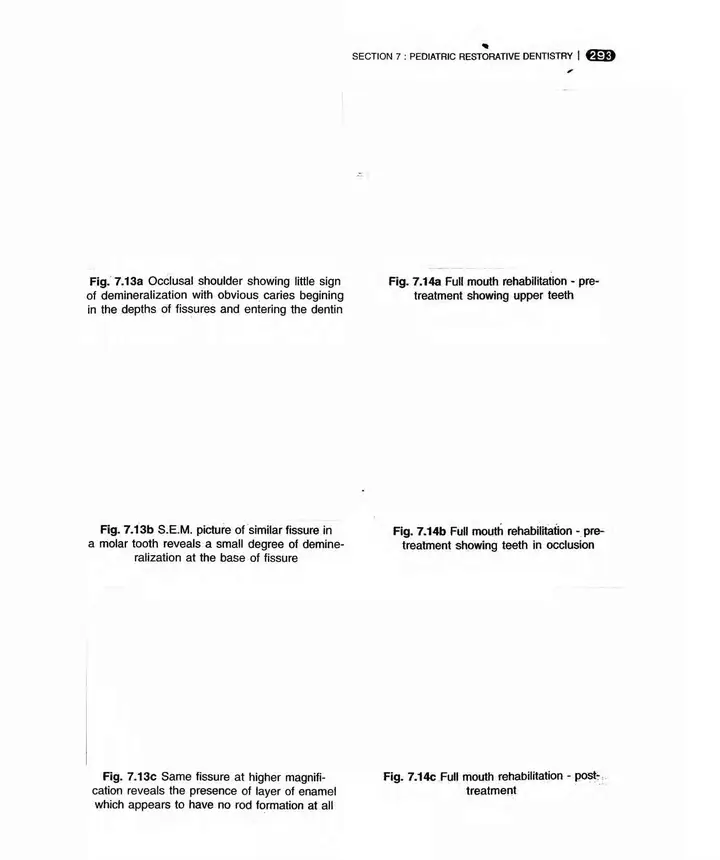 SECTION 7 : PEDIATRIC RESTORATIVE DENTISTRY | 293
Fig. 7.13a Occlusal shoulder showing little sign
of demineralization with obvious caries begining
in the depths of fissures and entering the dentin
Fig. 7.14a Full mouth rehabilitation - pre-
treatment showing upper teeth
Fig. 7.13b S.E.M. picture of similar fissure in
a molar tooth reveals a small degree of demine-
ralization at the base of fissure
Fig. 7.14b Full mouth rehabilitation - pre-
treatment showing teeth in occlusion
Fig. 7.13c Same fissure at higher magnifi-
cation reveals the presence of layer of enamel
which appears to have no rod formation at all
Fig. 7.14c Full mouth rehabilitation - post-
treatment